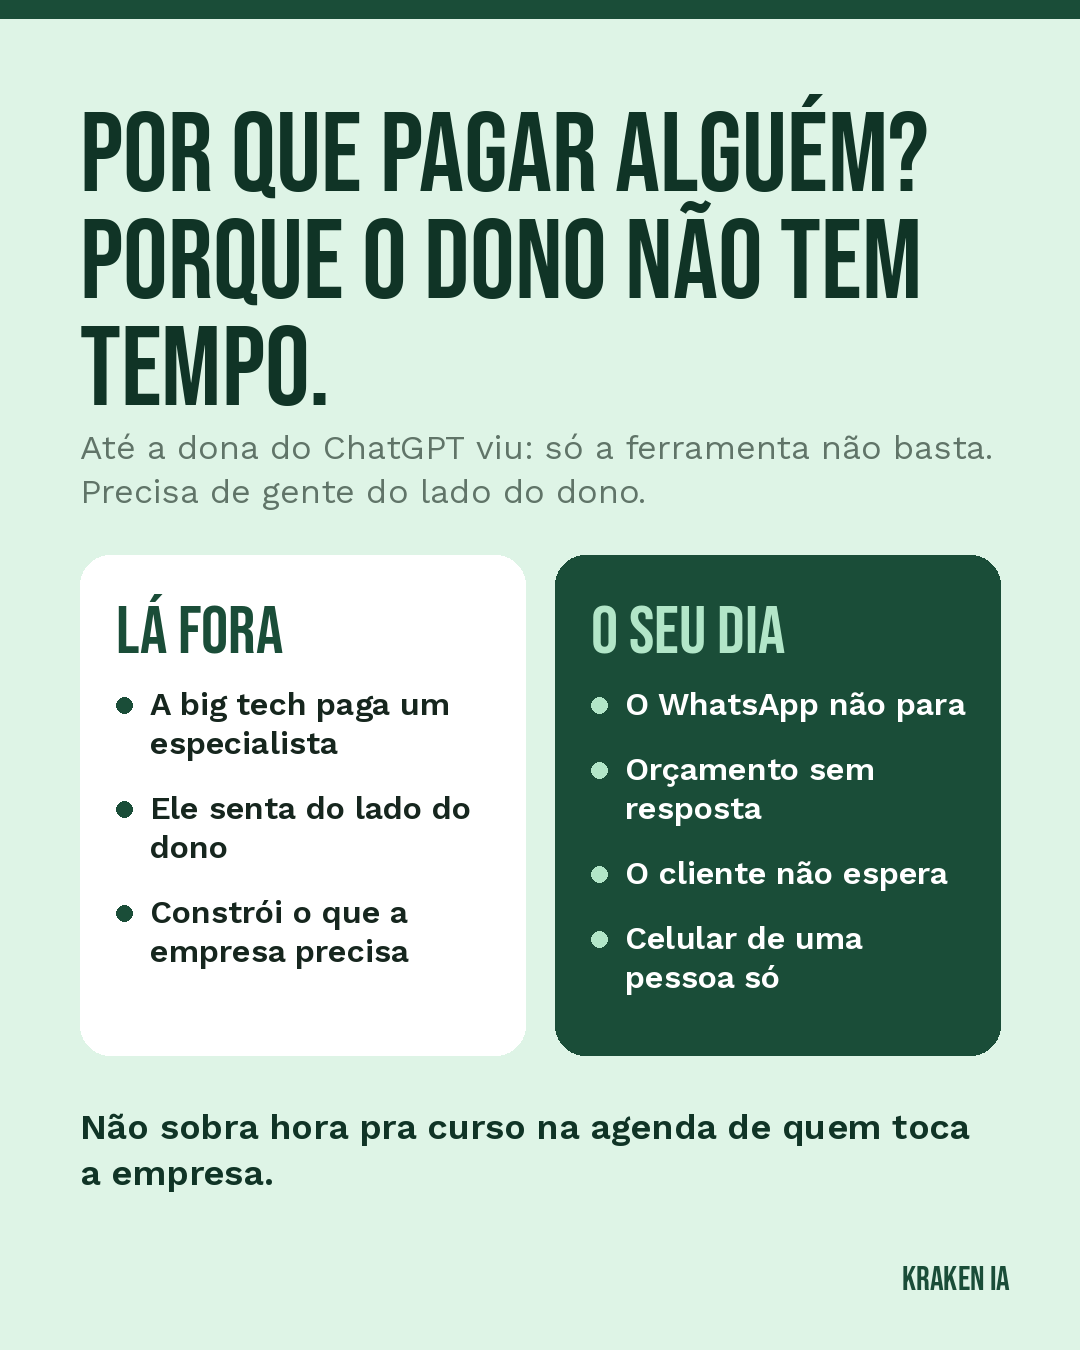 POR QUE PAGAR ALGUÉM?
PORQUE O DONO NÃO TEM
TEMPO.
Até a dona do ChatGPT viu: só a ferramenta não basta.
Precisa de gente do lado do dono.
LÁ FORA
A big tech paga um
especialista
Ele senta do lado do
dono
Constrói o que a
empresa precisa
O SEU DIA
O WhatsApp não para
Orçamento sem
resposta
O cliente não espera
Celular de uma
pessoa só
Não sobra hora pra curso na agenda de quem toca
a empresa.
KRAKEN IA